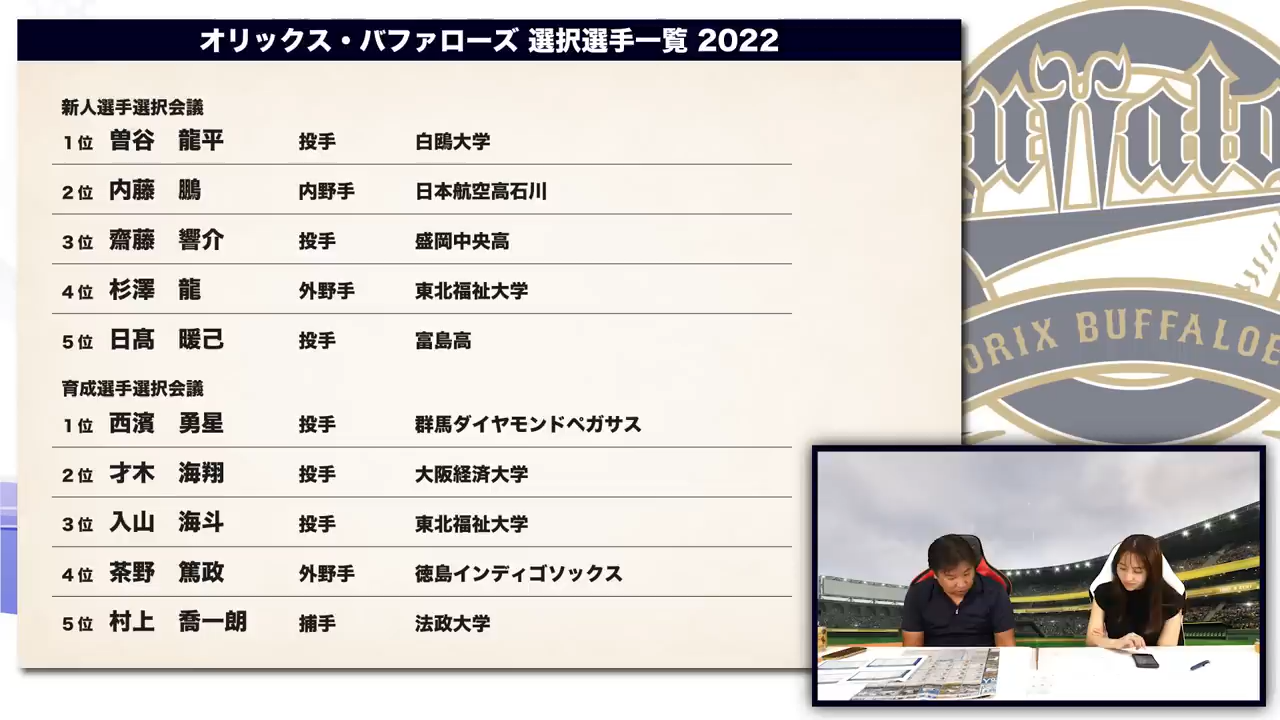 オリックス・バファローズ 選択選手一覧 2022
新人選手選択会議
1位 曽谷 龍平 投手 白鷗大学
2位 内藤 鵬 内野手 日本航空高石川
3位 齋藤 響介 投手 盛岡中央高
4位 杉澤 龍 外野手 東北福祉大学
5位 日髙 暖己 投手 富島高
育成選手選択会議
1位 西濱 勇星 投手 群馬ダイヤモンドペガサス
2位 才木 海翔 投手 大阪経済大学
3位 入山 海斗 投手 東北福祉大学
4位 茶野 篤政 外野手 徳島インディゴソックス
5位 村上 喬一朗 捕手 法政大学
uffalo
ORIX BUFFALOE